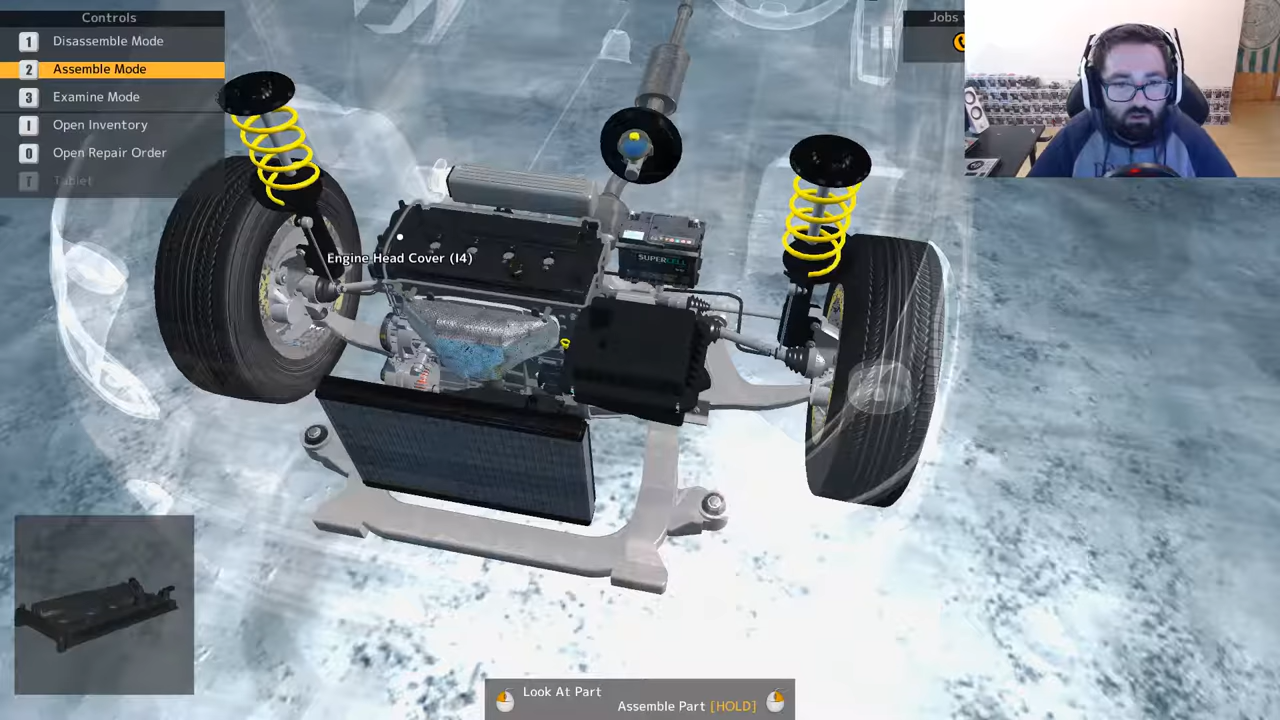 Controls
1 Disassemble Mode
2 Assemble Mode
3 Examine Mode
I Open Inventory
O Open Repair Order
T Tablet
Jobs
Engine Head Cover (I4)
SUPERCELL
Look At Part
Assemble Part [HOLD]